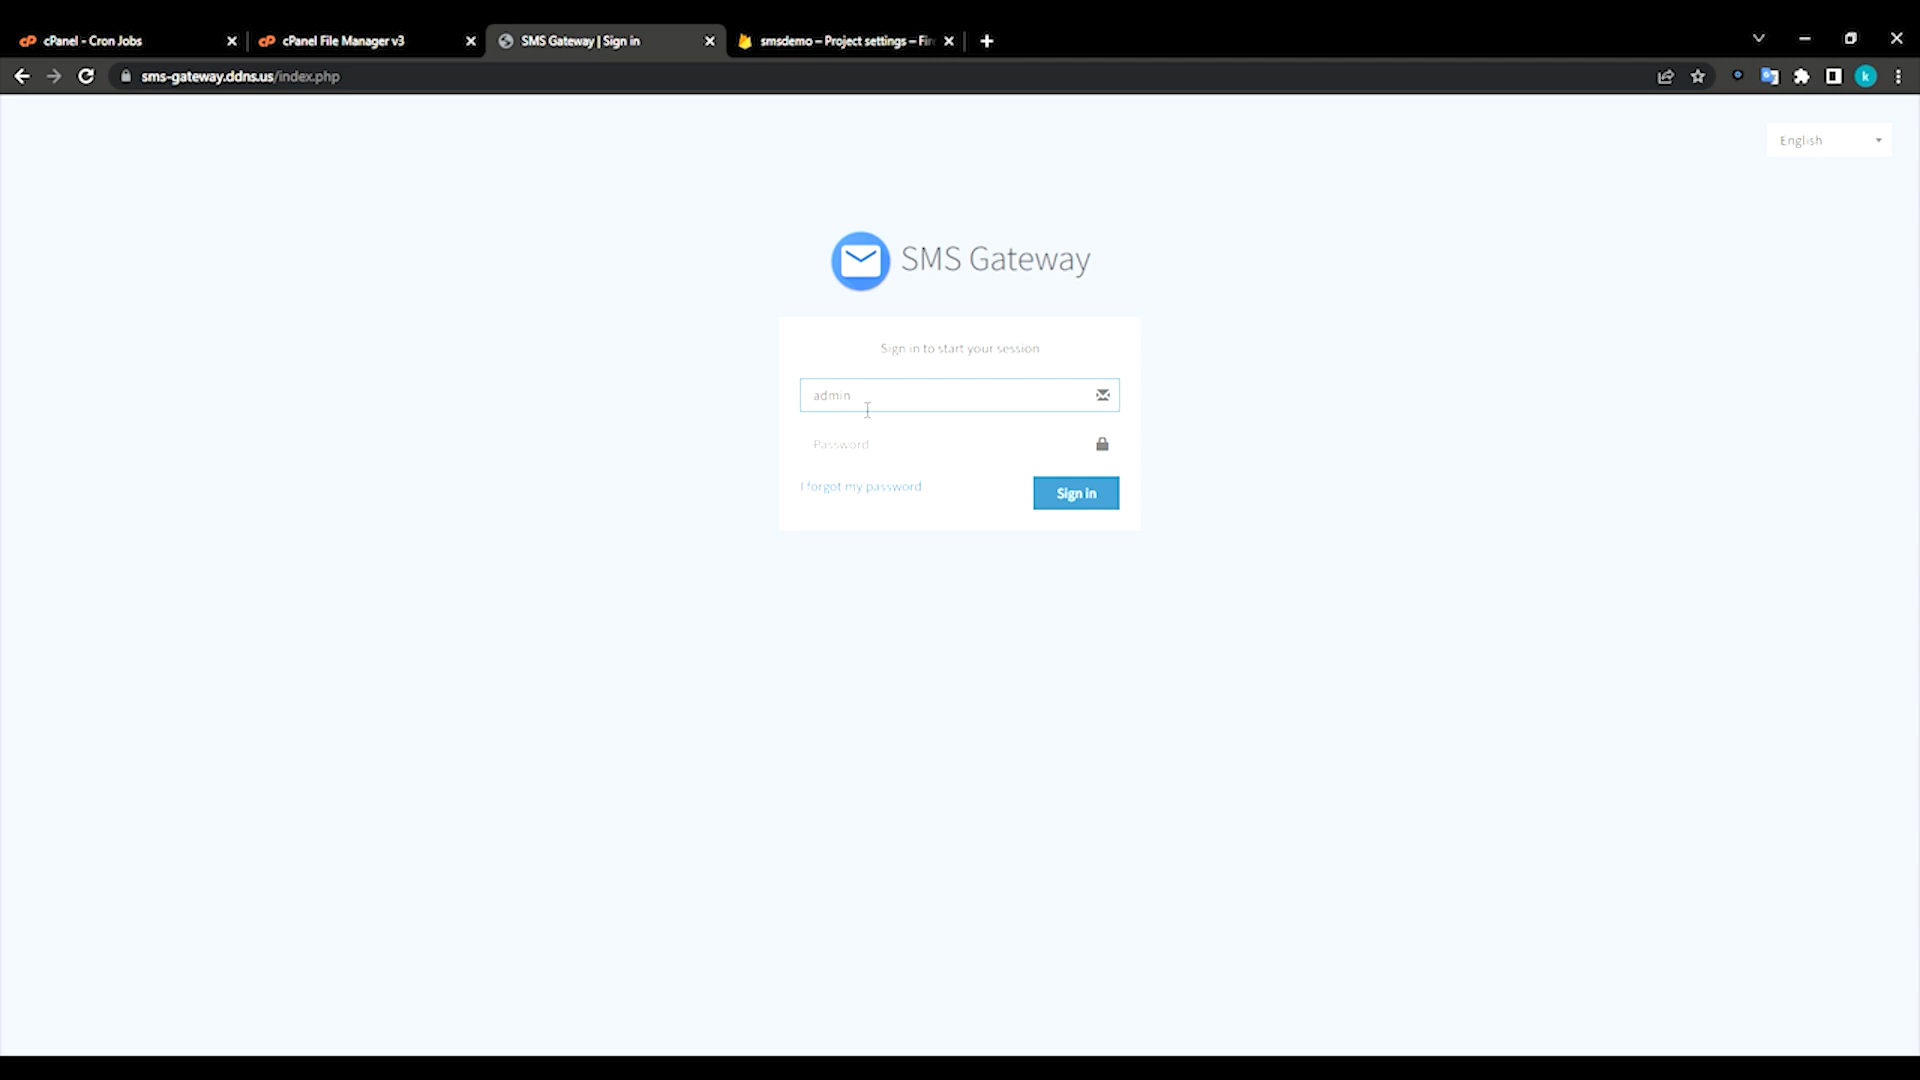 cPanel - Cron Jobs
cPanel File Manager v3
SMS Gateway | Sign in
smsdemo – Project settings – Fir
sms-gateway.ddns.us/index.php
k
English
SMS Gateway
Sign in to start your session
admin
Password
I forgot my password
Sign in